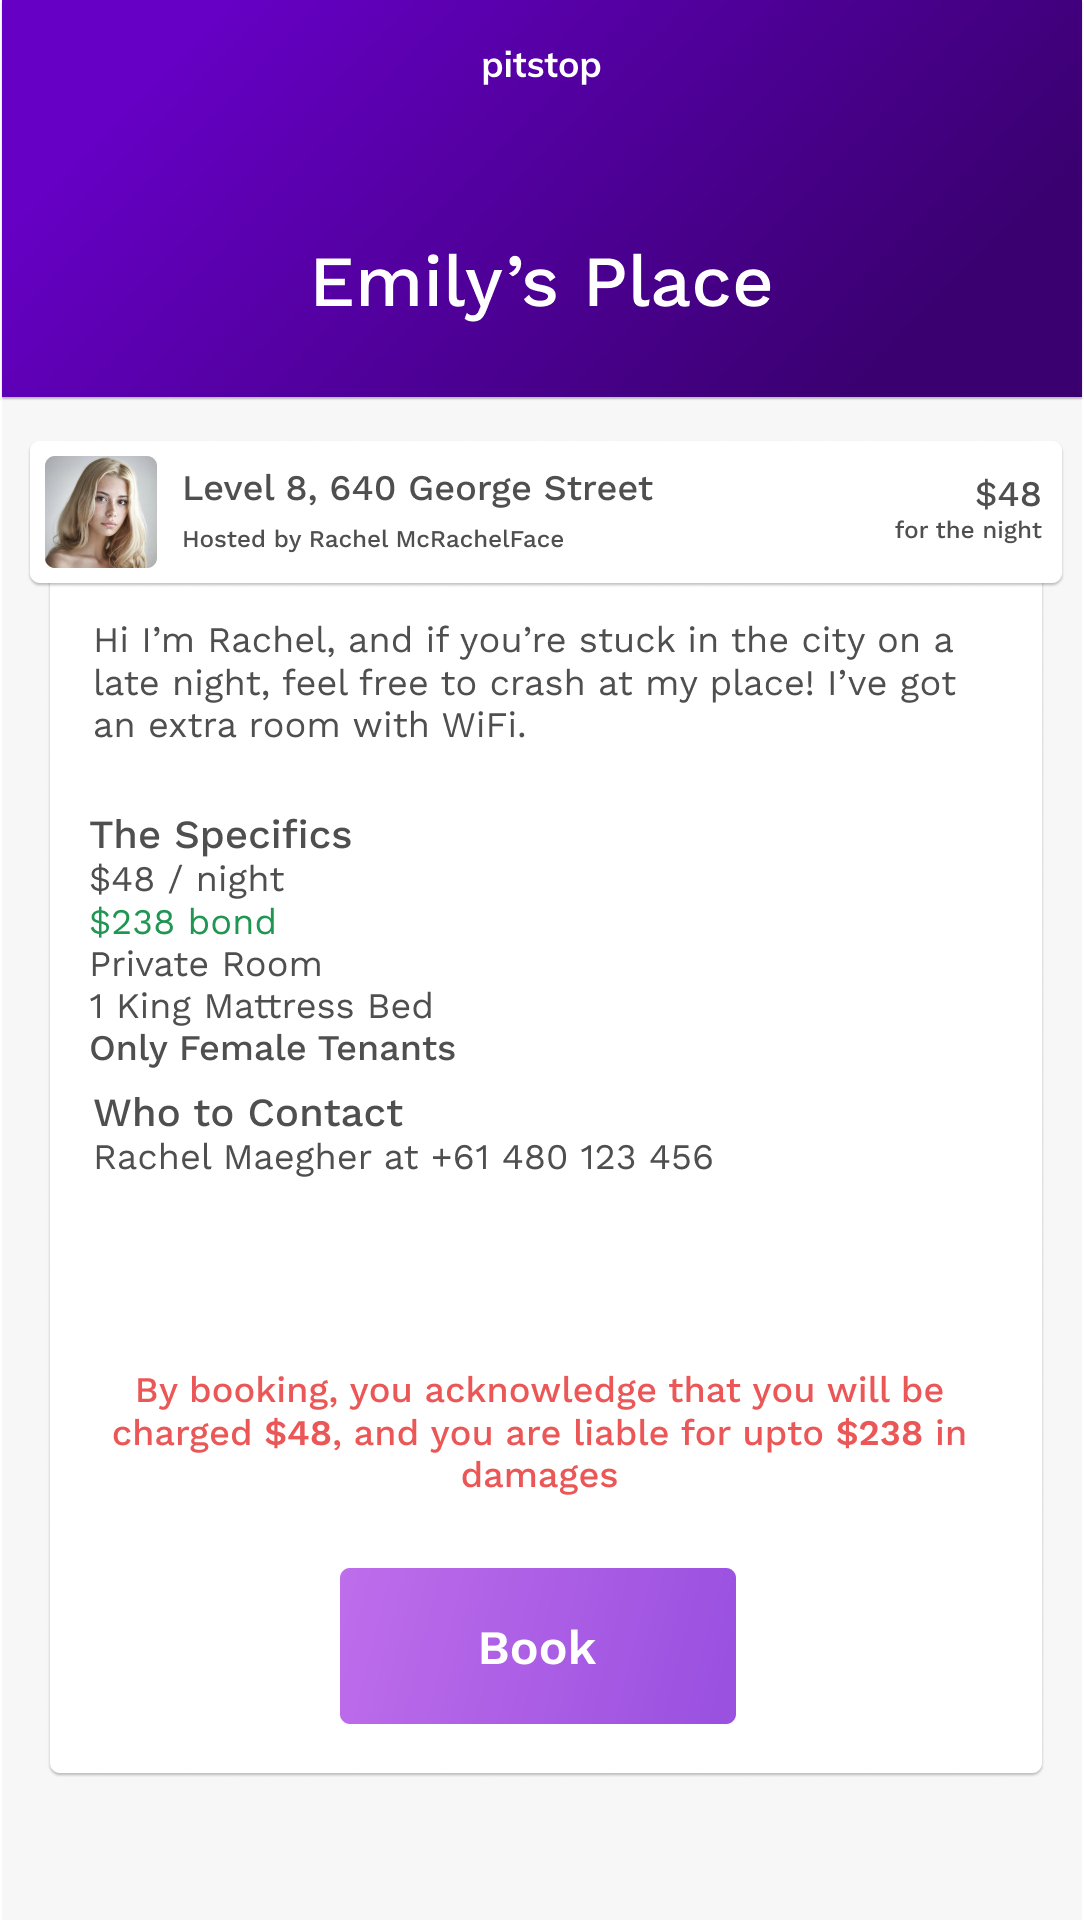 pitstop
Emily’s Place
Level 8, 640 George Street
Hosted by Rachel McRachelFace
$48
for the night
Hi I’m Rachel, and if you’re stuck in the city on a
late night, feel free to crash at my place! I’ve got
an extra room with WiFi.
The Specifics
$48 / night
$238 bond
Private Room
1 King Mattress Bed
Only Female Tenants
Who to Contact
Rachel Maegher at +61 480 123 456
By booking, you acknowledge that you will be
charged $48, and you are liable for upto $238 in
damages
Book